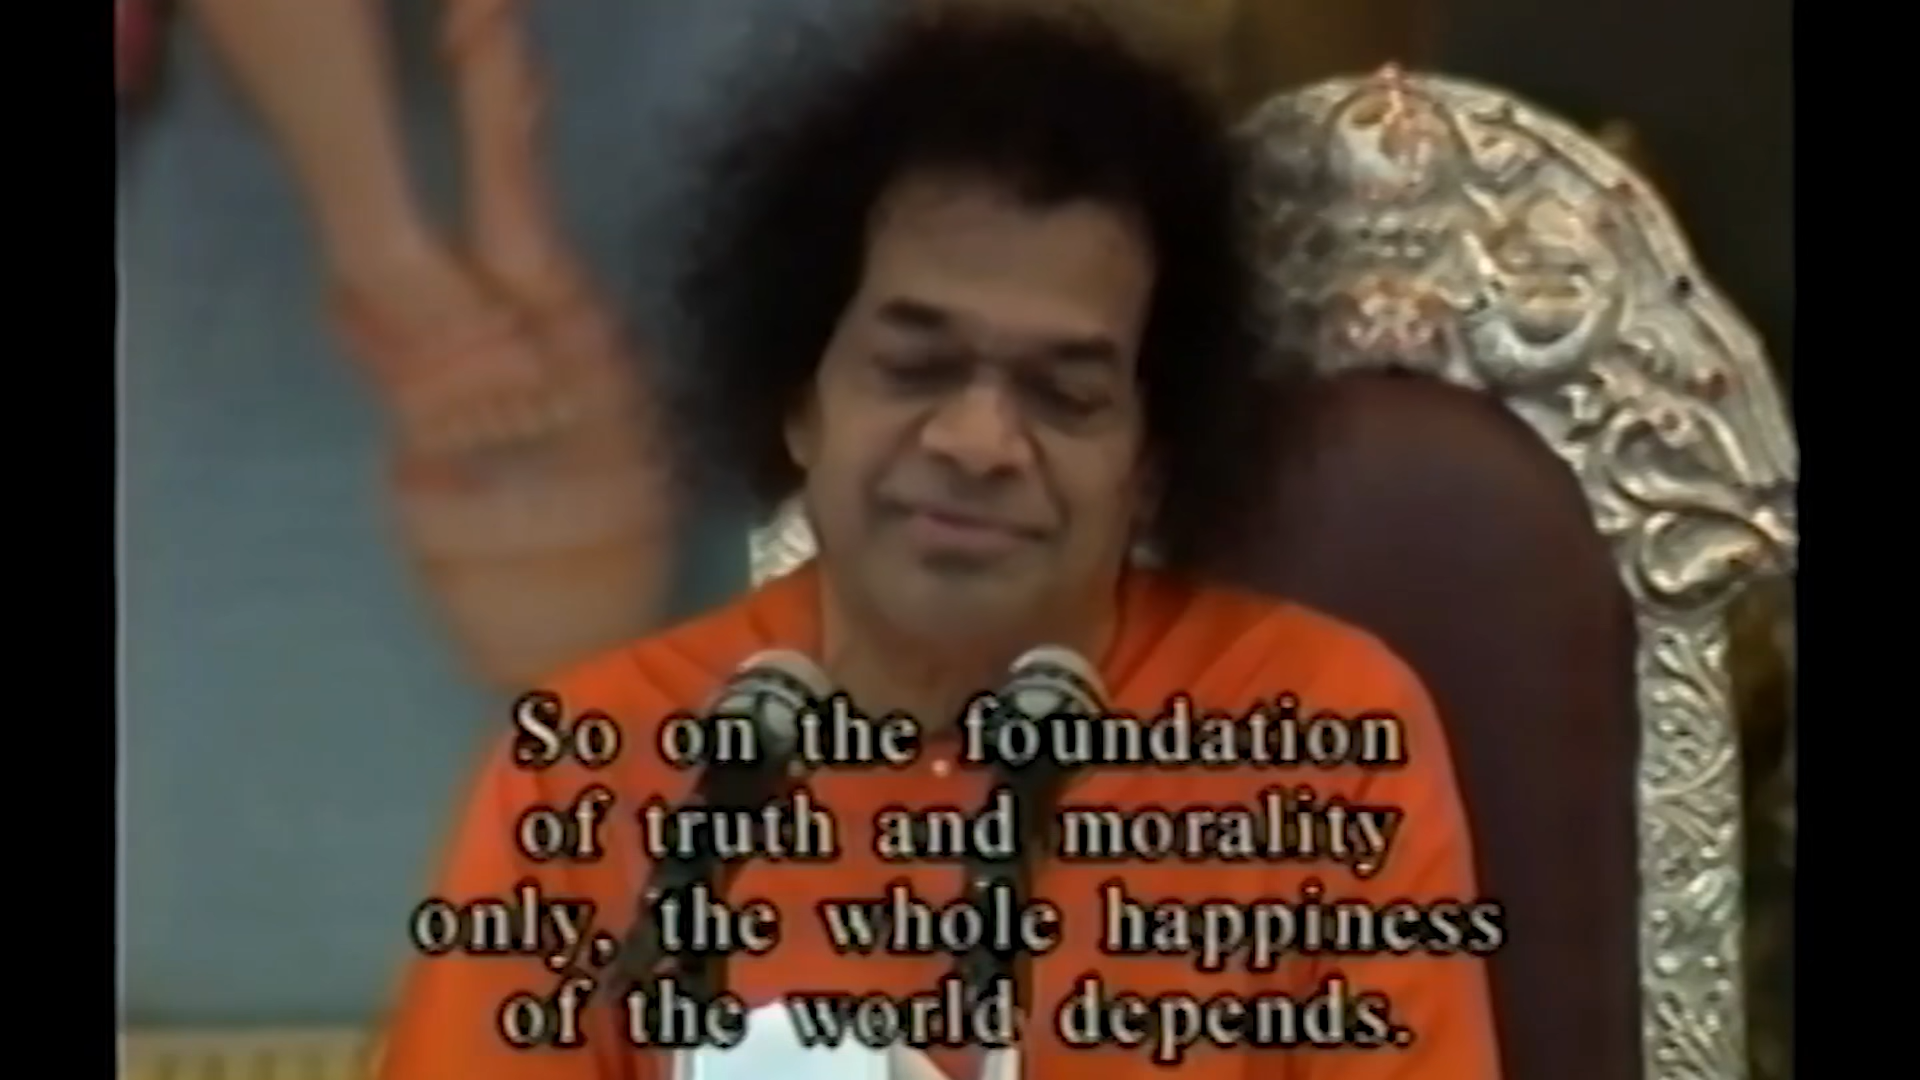 So on the foundation
of truth and morality
only, the whole happiness
of the world depends.